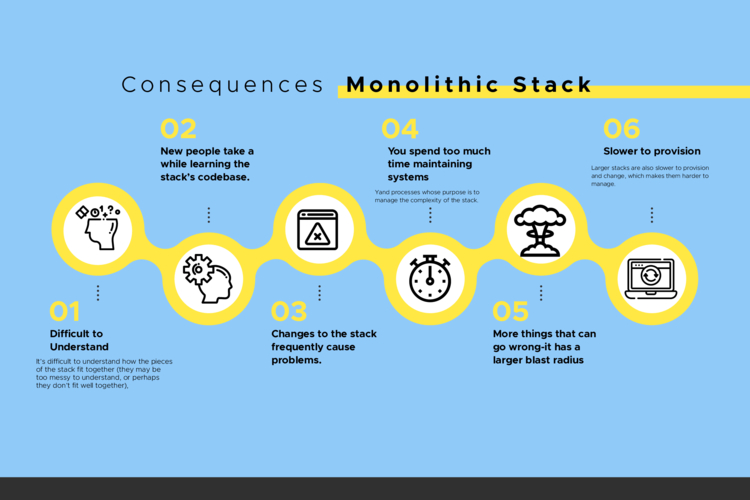 Consequences Monolithic Stack
01
Difficult to
Understand
It's difficult to understand how the pieces
of the stack fit together (they may be
too messy to understand, or perhaps
they don't fit well together),
02
New people take a
while learning the
stack's codebase.
03
Changes to the stack
frequently cause
problems.
04
You spend too much
time maintaining
systems
Yand processes whose purpose is to
manage the complexity of the stack.
05
More things that can
go wrong-it has a
larger blast radius
06
Slower to provision
Larger stacks are also slower to provision
and change, which makes them harder to
manage.